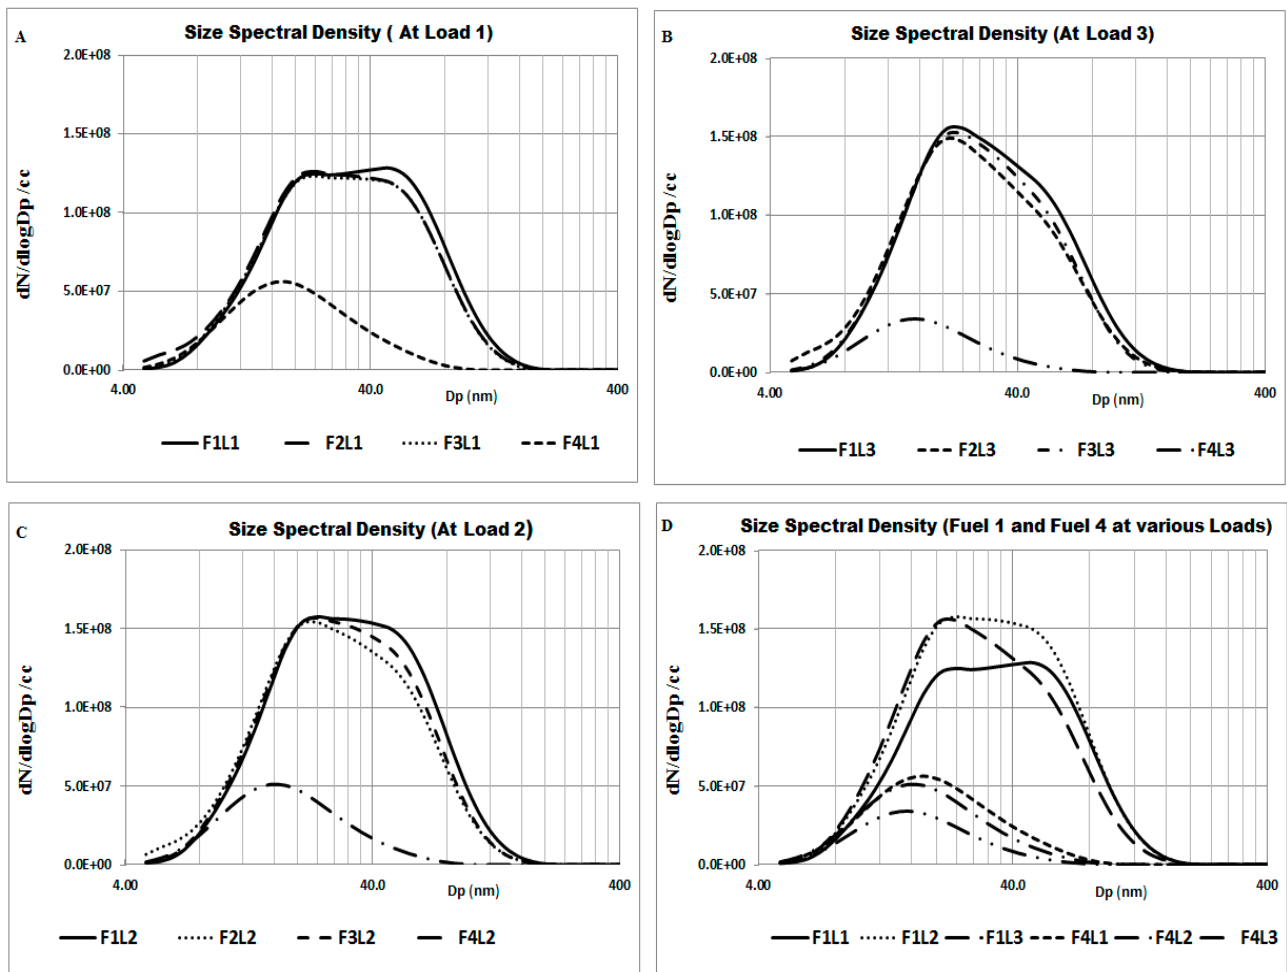 A
Size Spectral Density ( At Load 1)
2.0E+08
1.5E+08
1.0E+08
5.0E+07
0.0E+00
dN/dlogDp /cc
4.00 40.0 400
Dp (nm)
F1L1 F2L1 F3L1 F4L1
B
Size Spectral Density (At Load 3)
2.0E+08
1.5E+08
1.0E+08
5.0E+07
0.0E+00
dN/dlogDp /cc
4.00 40.0 400
Dp (nm)
F1L3 F2L3 F3L3 F4L3
C
Size Spectral Density (At Load 2)
2.0E+08
1.5E+08
1.0E+08
5.0E+07
0.0E+00
dN/dlogDp /cc
4.00 40.0 400
Dp (nm)
F1L2 F2L2 F3L2 F4L2
D
Size Spectral Density (Fuel 1 and Fuel 4 at various Loads)
2.0E+08
1.5E+08
1.0E+08
5.0E+07
0.0E+00
dN/dlogDp /cc
4.00 40.0 400
Dp (nm)
F1L1 F1L2 F1L3 F4L1 F4L2 F4L3